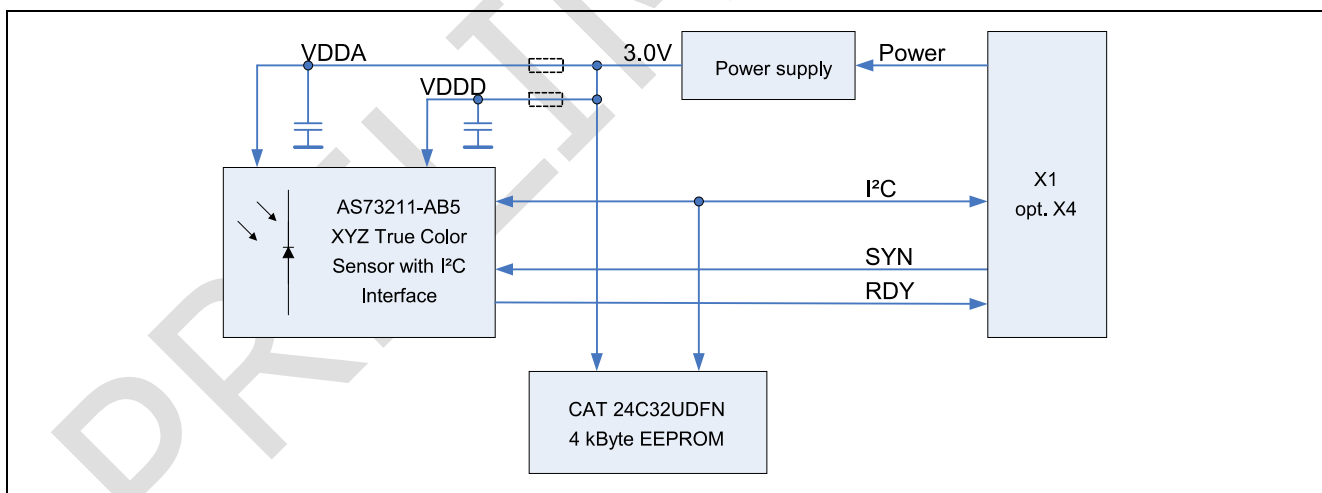 VDDA
3.0V
Power supply
Power
VDDD
AS73211-AB5
XYZ True Color
Sensor with I²C
Interface
I²C
SYN
RDY
X1
opt. X4
CAT 24C32UDFN
4 kByte EEPROM